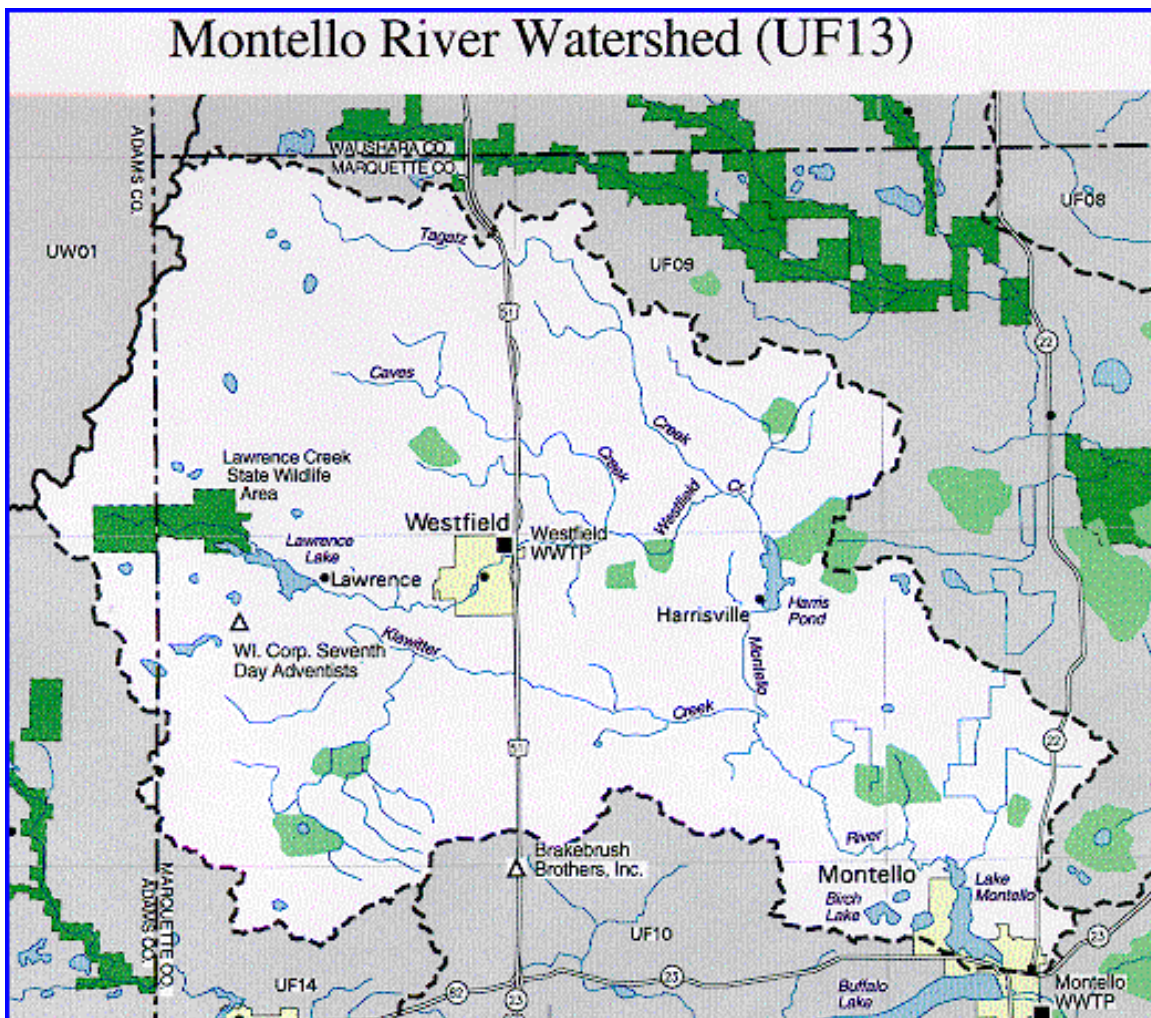 Montello River Watershed (UF13)
ADAMS CO.
WAUSHARA CO.
MARQUETTE CO.
UF08
UW01
Tagatz
UF09
51
22
Caves
Creek
Lawrence Creek
State Wildlife
Area
Creek
Westfield
Cr.
Westfield
Westfield
WWTP
Lawrence
Lake
Lawrence
Harrisville
Harris
Pond
Klawitter
WI. Corp. Seventh
Day Adventists
Montello
Creek
51
22
River
Brakebrush
Brothers, Inc.
Montello
Lake
Montello
Birch
Lake
MARQUETTE CO.
ADAMS CO.
UF10
23
UF14
82
23
23
Buffalo
Lake
Montello
WWTP